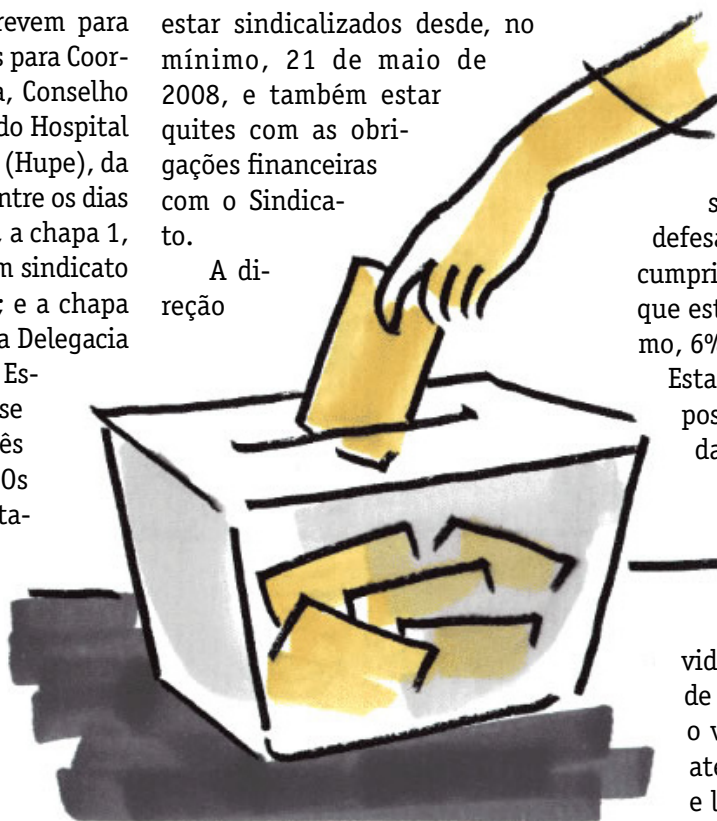 revem para
s para Coor-
a, Conselho
do Hospital
(Hupe), da
ntre os dias
, a chapa 1,
m sindicato
; e a chapa
a Delegacia
Es-
se
ês
Os
ta-
estar sindicalizados desde, no
mínimo, 21 de maio de
2008, e também estar
quites com as obri-
gações financeiras
com o Sindica-
to.
A di-
reção
s
defesa
cumpri
que est
mo, 6%
Esta
pos
da
vid
de
o v
ate
e l